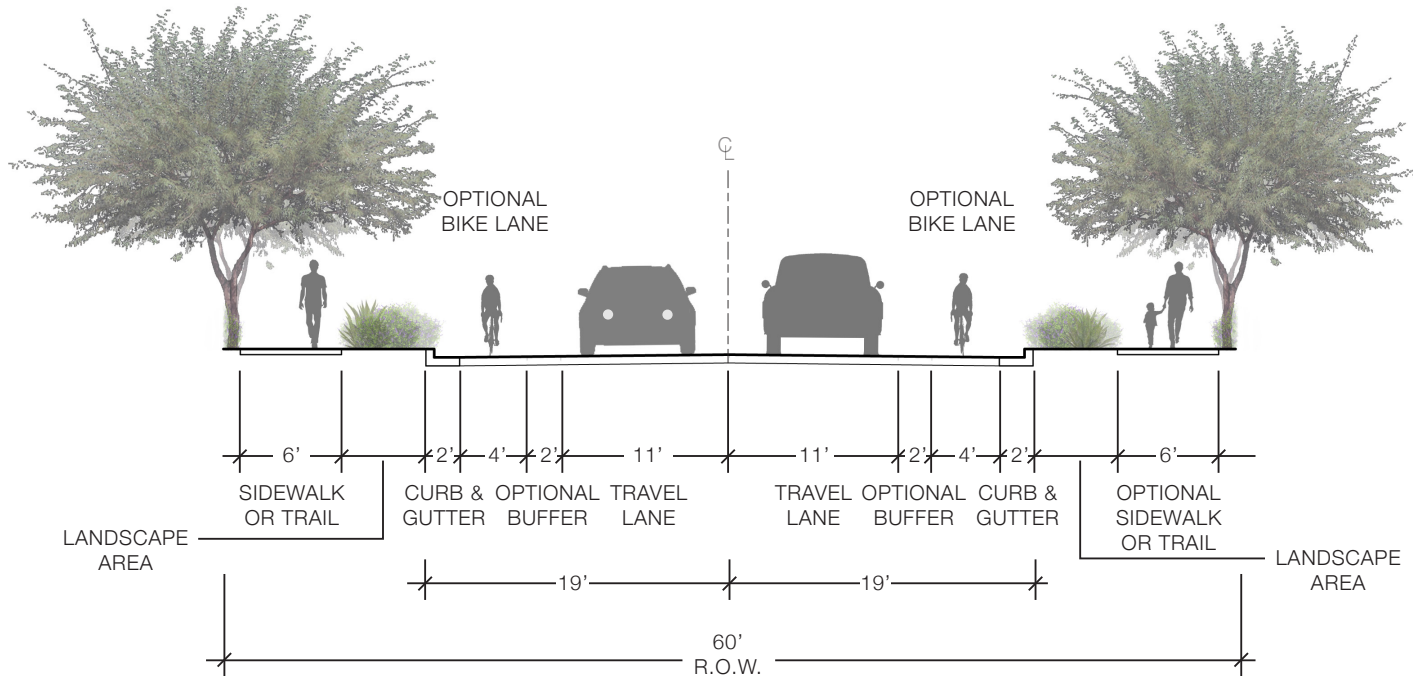 ℄
OPTIONAL
BIKE LANE
OPTIONAL
BIKE LANE
6’ 2’ 4’ 2’ 11’ 11’ 2’ 4’ 2’ 6’
SIDEWALK
OR TRAIL
CURB &
GUTTER
OPTIONAL
BUFFER
TRAVEL
LANE
TRAVEL
LANE
OPTIONAL
BUFFER
CURB &
GUTTER
OPTIONAL
SIDEWALK
OR TRAIL
LANDSCAPE
AREA
LANDSCAPE
AREA
19’ 19’
60’
R.O.W.